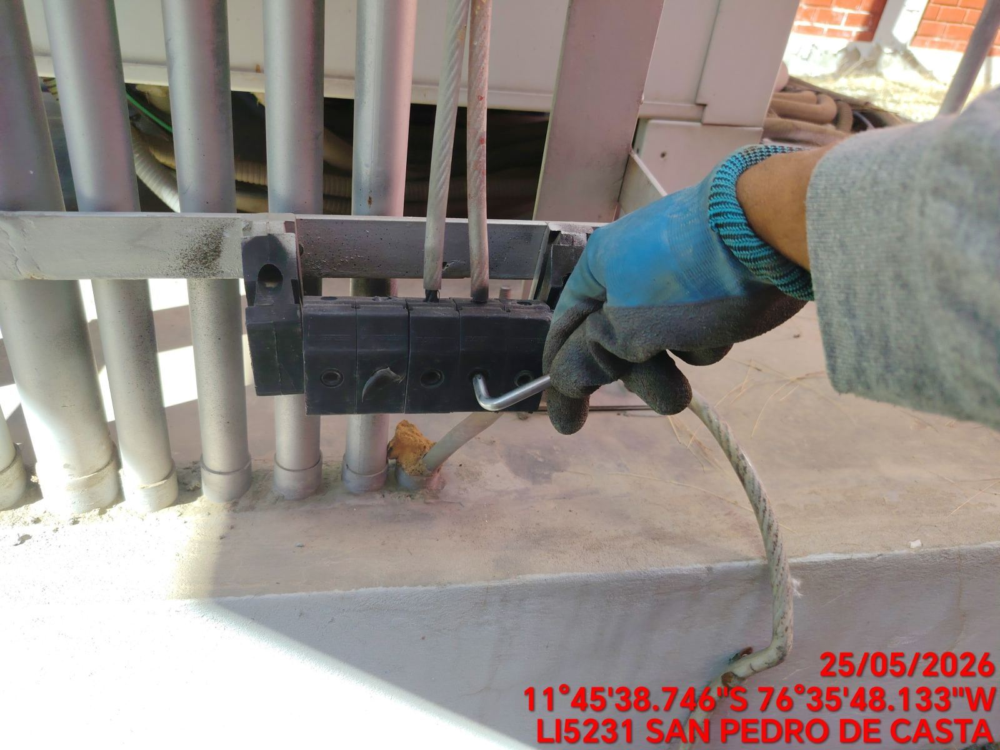 25/05/2026
11°45'38.746"S 76°35'48.133"W
LI5231 SAN PEDRO DE CASTA